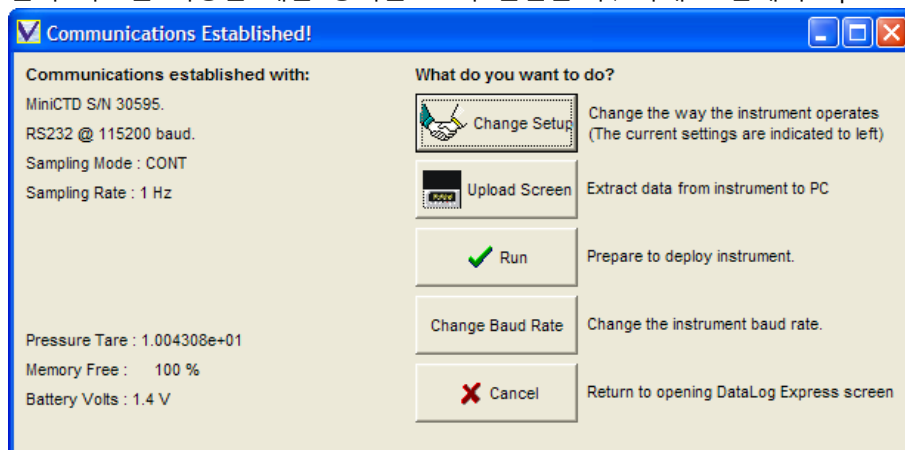 Communications Established!
Communications established with:
MiniCTD S/N 30595.
RS232 @ 115200 baud.
Sampling Mode : CONT
Sampling Rate : 1 Hz
Pressure Tare : 1.004308e+01
Memory Free : 100 %
Battery Volts : 1.4 V
What do you want to do?
Change Setup
Change the way the instrument operates
(The current settings are indicated to left)
Upload Screen
Extract data from instrument to PC
Run
Prepare to deploy instrument.
Change Baud Rate
Change the instrument baud rate.
Cancel
Return to opening DataLog Express screen